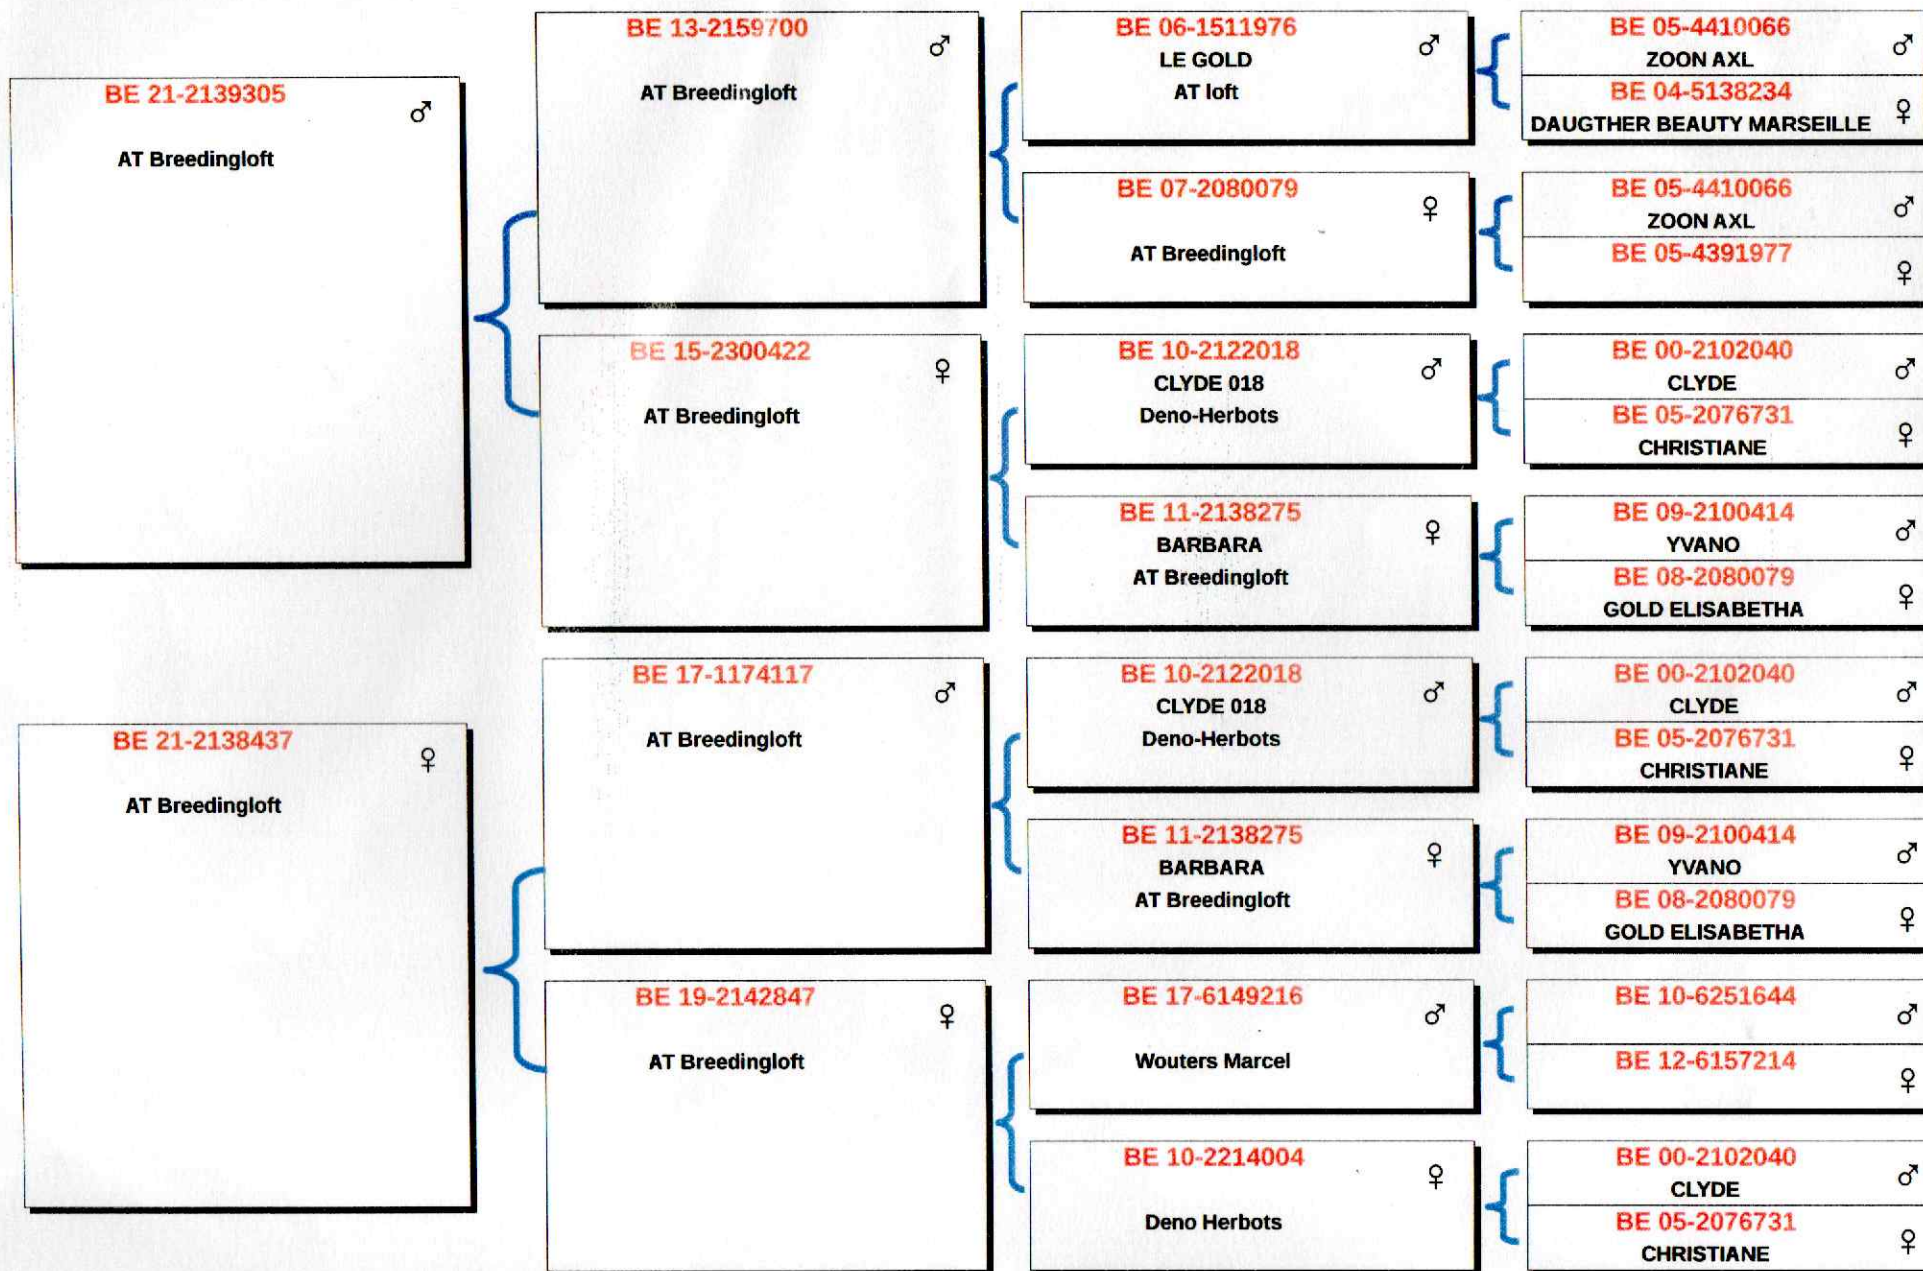 BE 21-2139305
♂
AT Breedingloft
BE 21-2138437
♀
AT Breedingloft
BE 13-2159700
♂
AT Breedingloft
BE 15-2300422
♀
AT Breedingloft
BE 17-1174117
♂
AT Breedingloft
BE 19-2142847
♀
AT Breedingloft
BE 06-1511976
♂
LE GOLD
AT loft
BE 07-2080079
♀
AT Breedingloft
BE 10-2122018
♂
CLYDE 018
Deno-Herbots
BE 11-2138275
♀
BARBARA
AT Breedingloft
BE 10-2122018
♂
CLYDE 018
Deno-Herbots
BE 11-2138275
♀
BARBARA
AT Breedingloft
BE 17-6149216
♂
Wouters Marcel
BE 10-2214004
♀
Deno Herbots
BE 05-4410066
♂
ZOON AXL
BE 04-5138234
♀
DAUGTHER BEAUTY MARSEILLE
BE 05-4410066
♂
ZOON AXL
BE 05-4391977
♀
BE 00-2102040
♂
CLYDE
BE 05-2076731
♀
CHRISTIANE
BE 09-2100414
♂
YVANO
BE 08-2080079
♀
GOLD ELISABETHA
BE 00-2102040
♂
CLYDE
BE 05-2076731
♀
CHRISTIANE
BE 09-2100414
♂
YVANO
BE 08-2080079
♀
GOLD ELISABETHA
BE 10-6251644
♂
BE 12-6157214
♀
BE 00-2102040
♂
CLYDE
BE 05-2076731
♀
CHRISTIANE